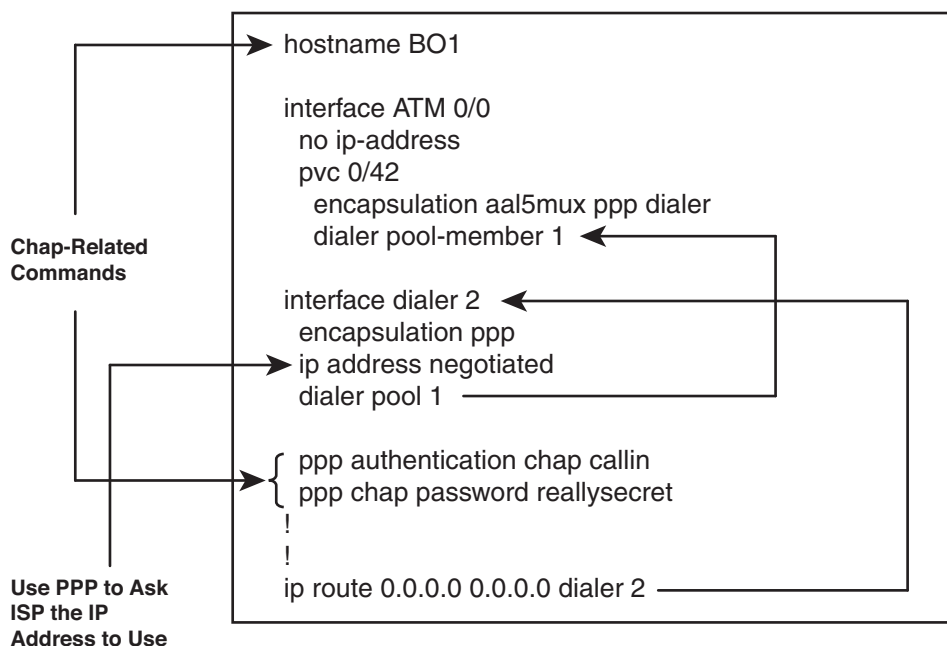 hostname BO1
interface ATM 0/0
no ip-address
pvc 0/42
encapsulation aal5mux ppp dialer
dialer pool-member 1
Chap-Related
Commands
interface dialer 2
encapsulation ppp
ip address negotiated
dialer pool 1
ppp authentication chap callin
ppp chap password reallysecret
!
!
ip route 0.0.0.0 0.0.0.0 dialer 2
Use PPP to Ask
ISP the IP
Address to Use